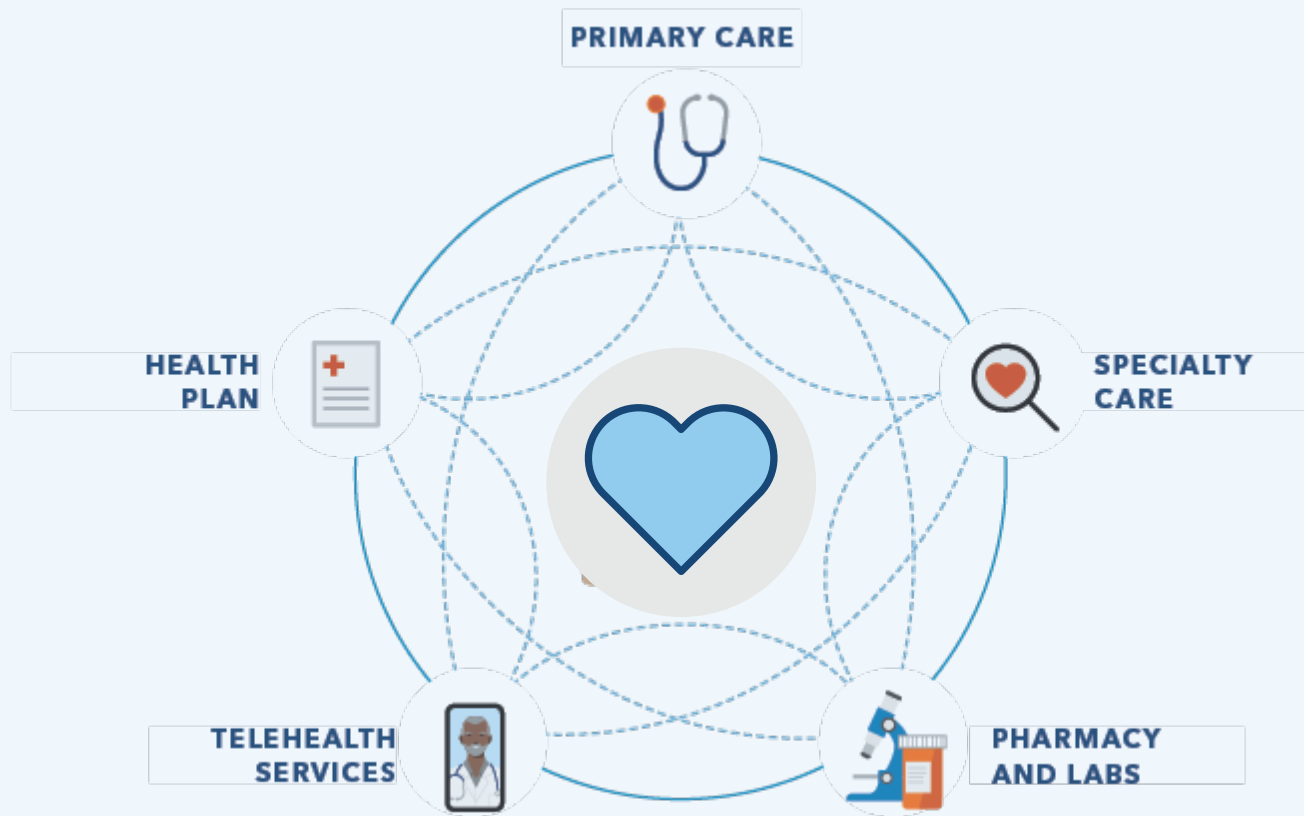 PRIMARY CARE
HEALTH
PLAN
SPECIALTY
CARE
TELEHEALTH
SERVICES
PHARMACY
AND LABS